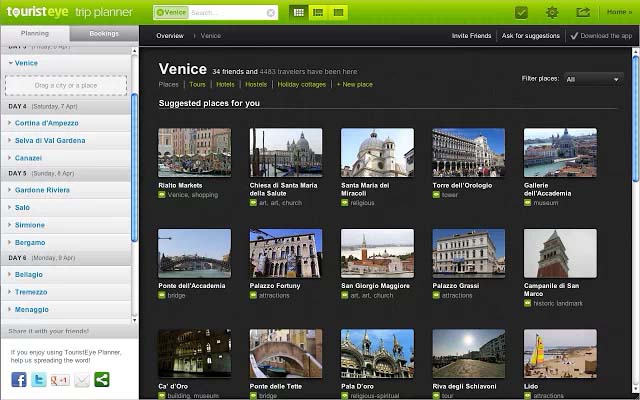 touristeye trip planner
Venice
Search...
Home »
Planning
Bookings
Overview › Venice
Invite Friends
Ask for suggestions
Download the app
DAY 3 (Friday, 6 Apr)
Venice
Drag a city or a place
DAY 4 (Saturday, 7 Apr)
Cortina d'Ampezzo
Selva di Val Gardena
Canazei
DAY 5 (Sunday, 8 Apr)
Gardone Riviera
Salò
Sirmione
Bergamo
DAY 6 (Monday, 9 Apr)
Bellagio
Tremezzo
Menaggio
Share it with your friends!
If you enjoy using TouristEye Planner,
help us spreading the word!
Venice 34 friends and 4483 travelers have been here
Places | Tours | Hotels | Hostels | Holiday cottages | + New place
Filter places: All
Suggested places for you
Rialto Markets
Venice, shopping
Chiesa di Santa Maria
della Salute
art, art, church
Santa Maria dei
Miracoli
religious
Torre dell'Orologio
tower
Gallerie
dell'Accademia
museum
Ponte dell'Accademia
bridge
Palazzo Fortuny
attractions
San Giorgio Maggiore
art, art, church
Palazzo Grassi
attractions
Campanile di San
Marco
historic landmark
Ca' d'Oro
building, museum
Ponte delle Tette
bridge
Pala D'oro
religious-spiritual
Riva degli Schiavoni
tour
Lido
attractions